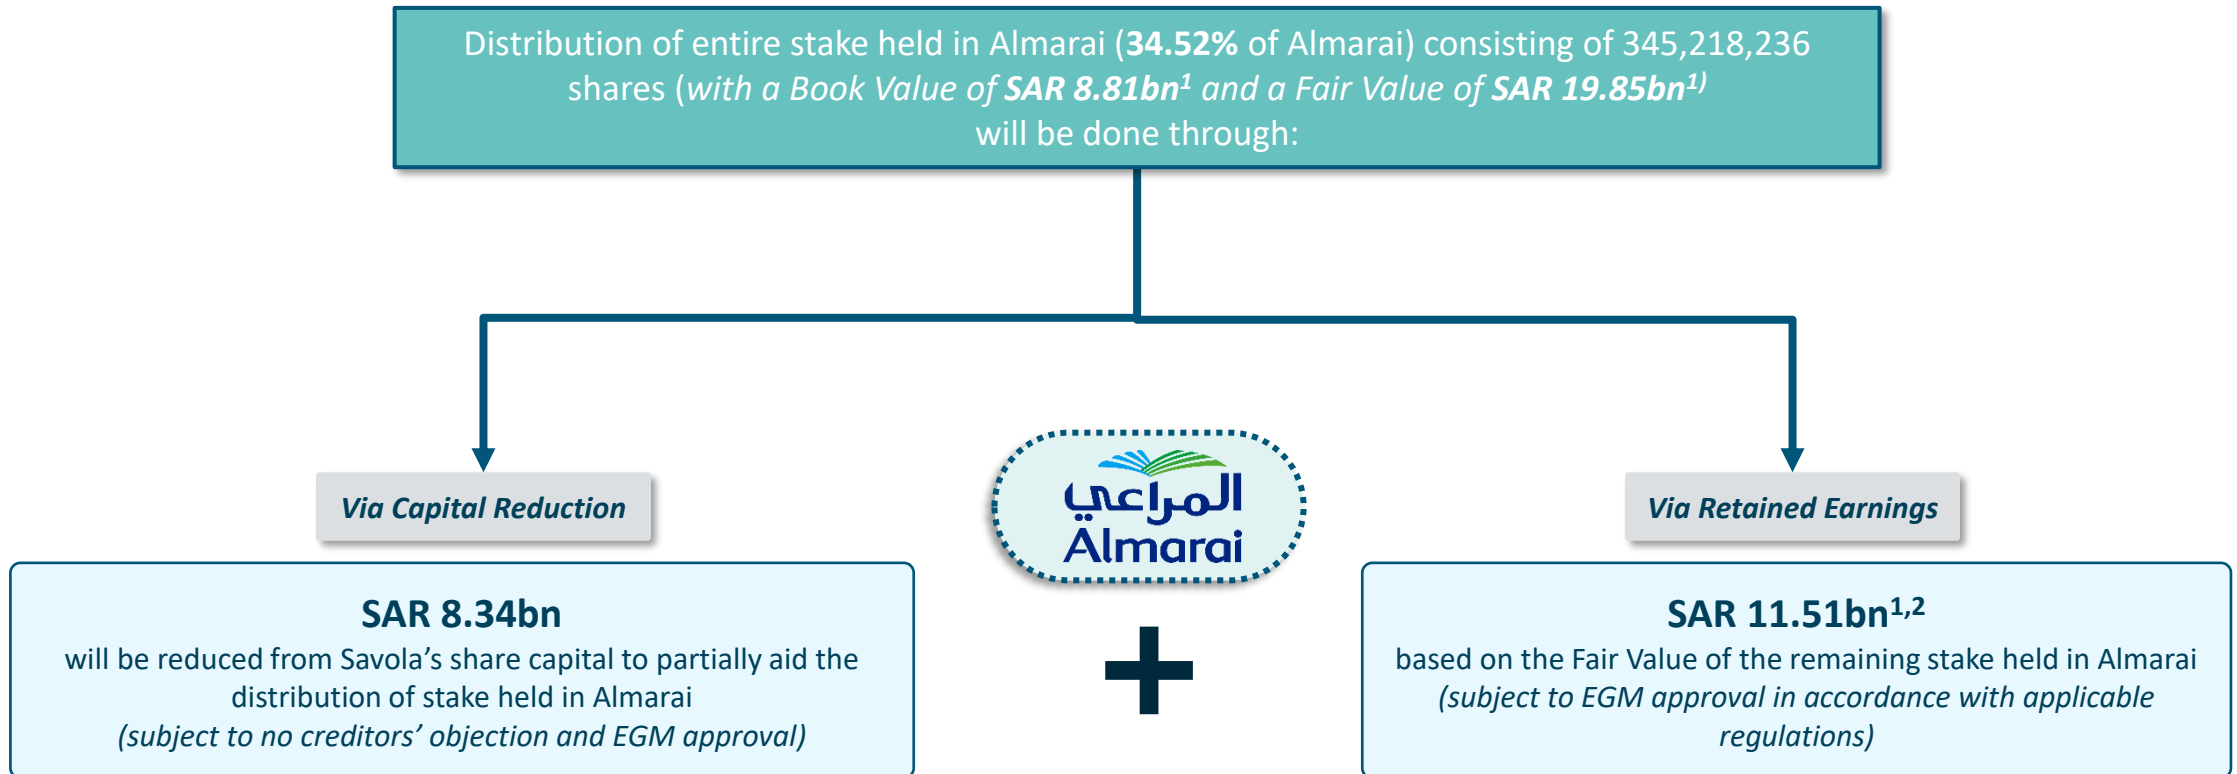 Distribution of entire stake held in Almarai (34.52% of Almarai) consisting of 345,218,236
shares (with a Book Value of SAR 8.81bn1 and a Fair Value of SAR 19.85bn1)
will be done through:
Via Capital Reduction
المراعي
Almarai
Via Retained Earnings
SAR 8.34bn
will be reduced from Savola’s share capital to partially aid the
distribution of stake held in Almarai
(subject to no creditors’ objection and EGM approval)
+
SAR 11.51bn1,2
based on the Fair Value of the remaining stake held in Almarai
(subject to EGM approval in accordance with applicable
regulations)